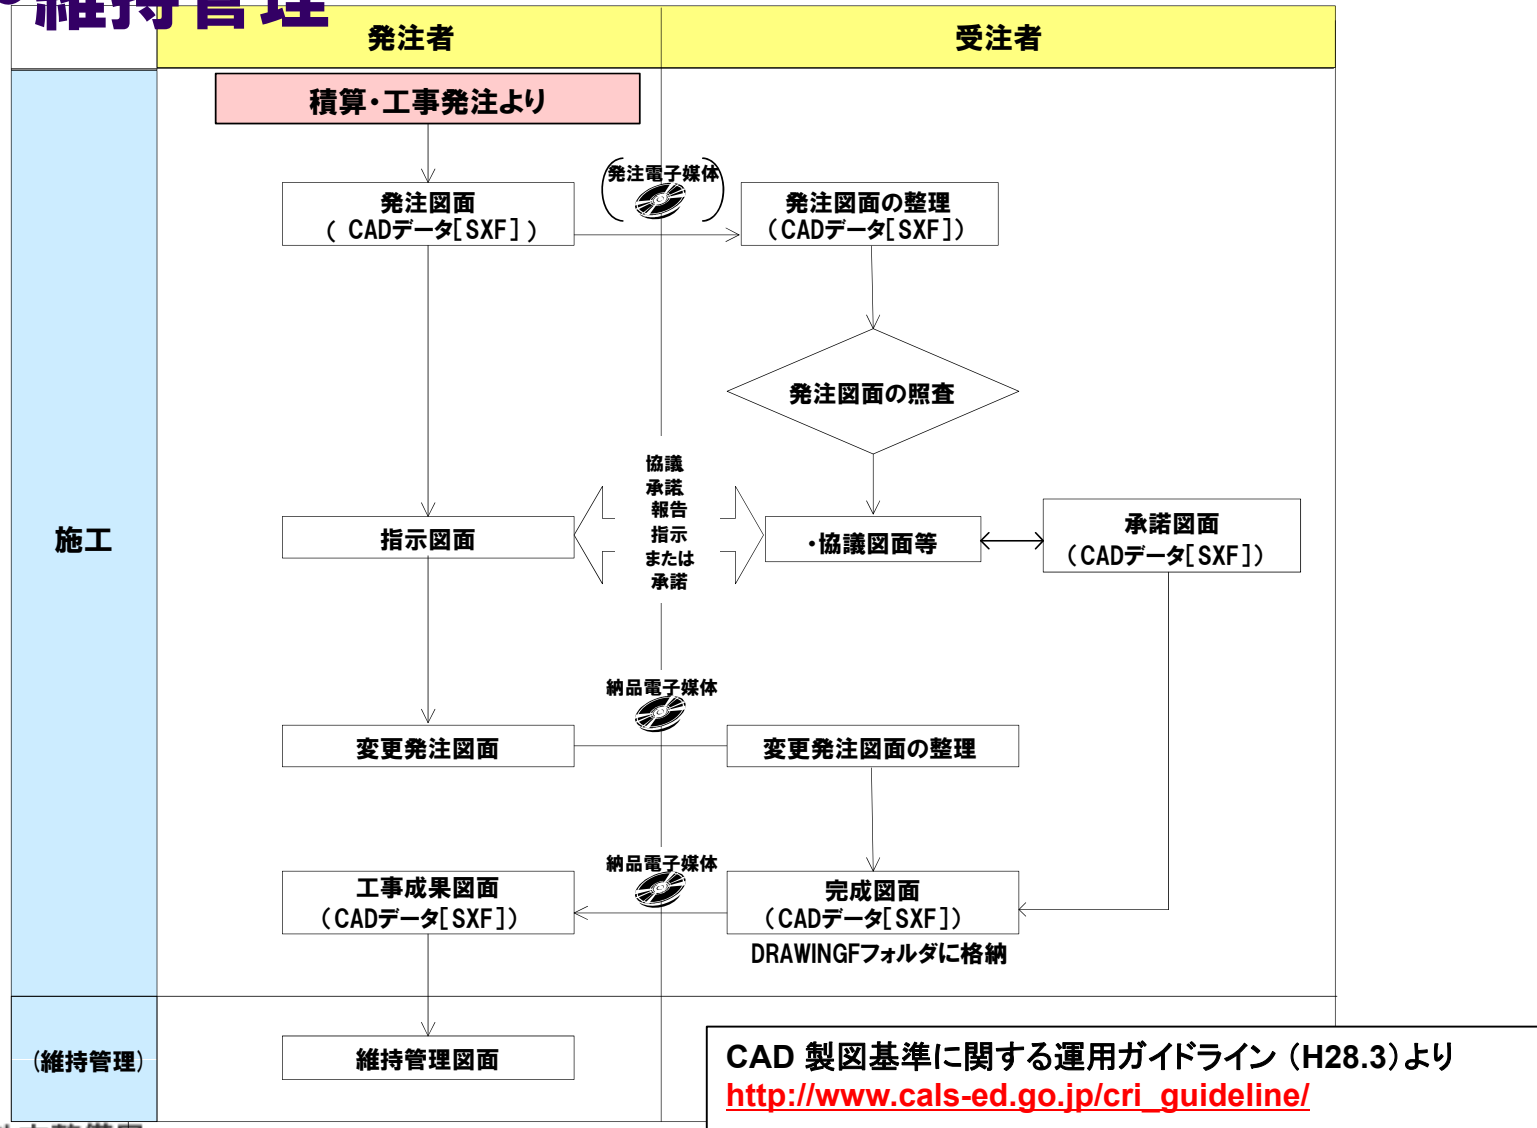 維持管理
発注者
受注者
積算・工事発注より
発注電子媒体
発注図面
( CADデータ[SXF] )
発注図面の整理
(CADデータ[SXF])
発注図面の照査
協議
承諾
報告
指示
または
承諾
施工
指示図面
・協議図面等
承諾図面
(CADデータ[SXF])
納品電子媒体
変更発注図面
変更発注図面の整理
納品電子媒体
工事成果図面
(CADデータ[SXF])
完成図面
(CADデータ[SXF])
DRAWINGFフォルダに格納
(維持管理)
維持管理図面
CAD 製図基準に関する運用ガイドライン（H28.3）より
http://www.cals-ed.go.jp/cri_guideline/